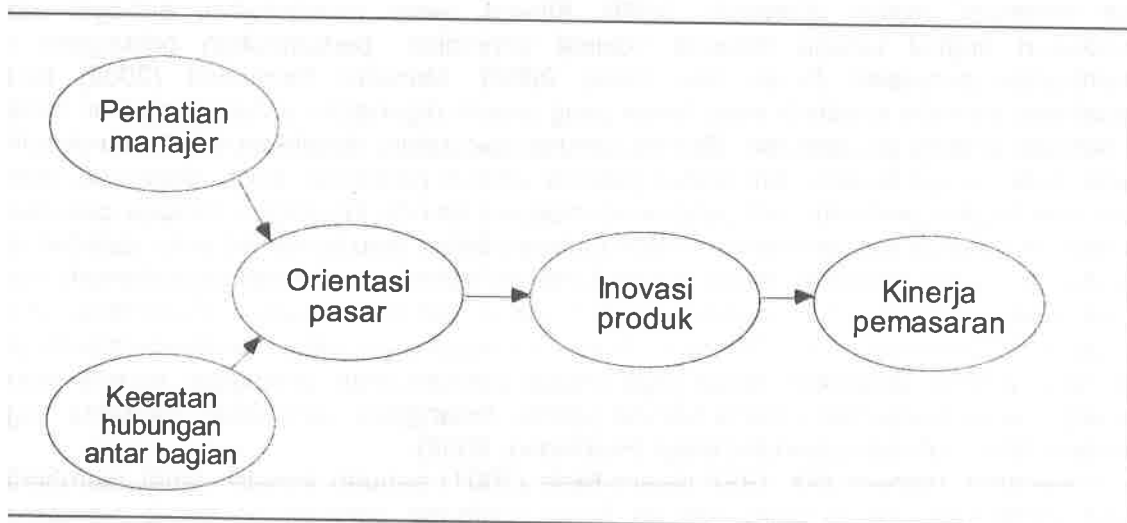 Perhatian
manajer
Orientasi
pasar
Inovasi
produk
Kinerja
pemasaran
Keeratan
hubungan
antar bagian